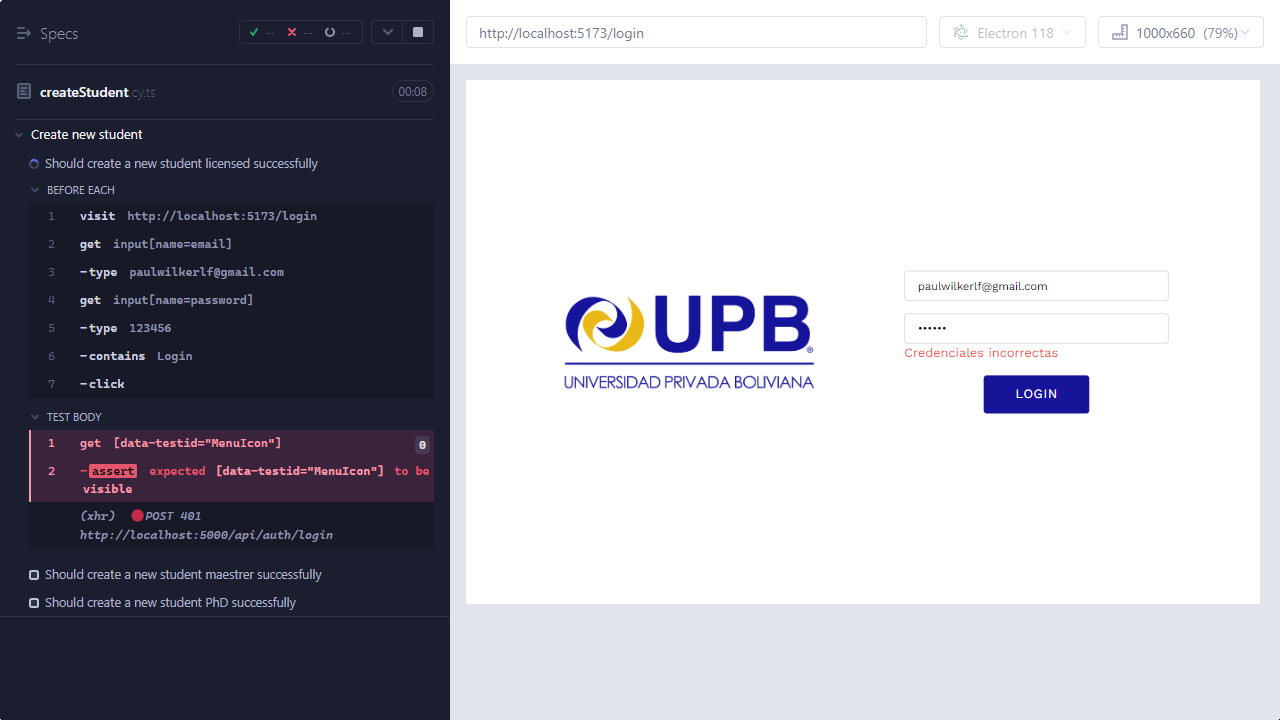 Specs
-- -- --
createStudent.cy.ts 00:08
Create new student
Should create a new student licensed successfully
BEFORE EACH
1 visit http://localhost:5173/login
2 get input[name=email]
3 -type paulwilkerlf@gmail.com
4 get input[name=password]
5 -type 123456
6 -contains Login
7 -click
TEST BODY
1 get [data-testid="MenuIcon"] 0
2 -assert expected [data-testid="MenuIcon"] to be
visible
(xhr) POST 401
http://localhost:5000/api/auth/login
Should create a new student maestrer successfully
Should create a new student PhD successfully
http://localhost:5173/login
Electron 118
1000x660 (79%)
UPB®
UNIVERSIDAD PRIVADA BOLIVIANA
paulwilkerlf@gmail.com
••••••
Credenciales incorrectas
LOGIN